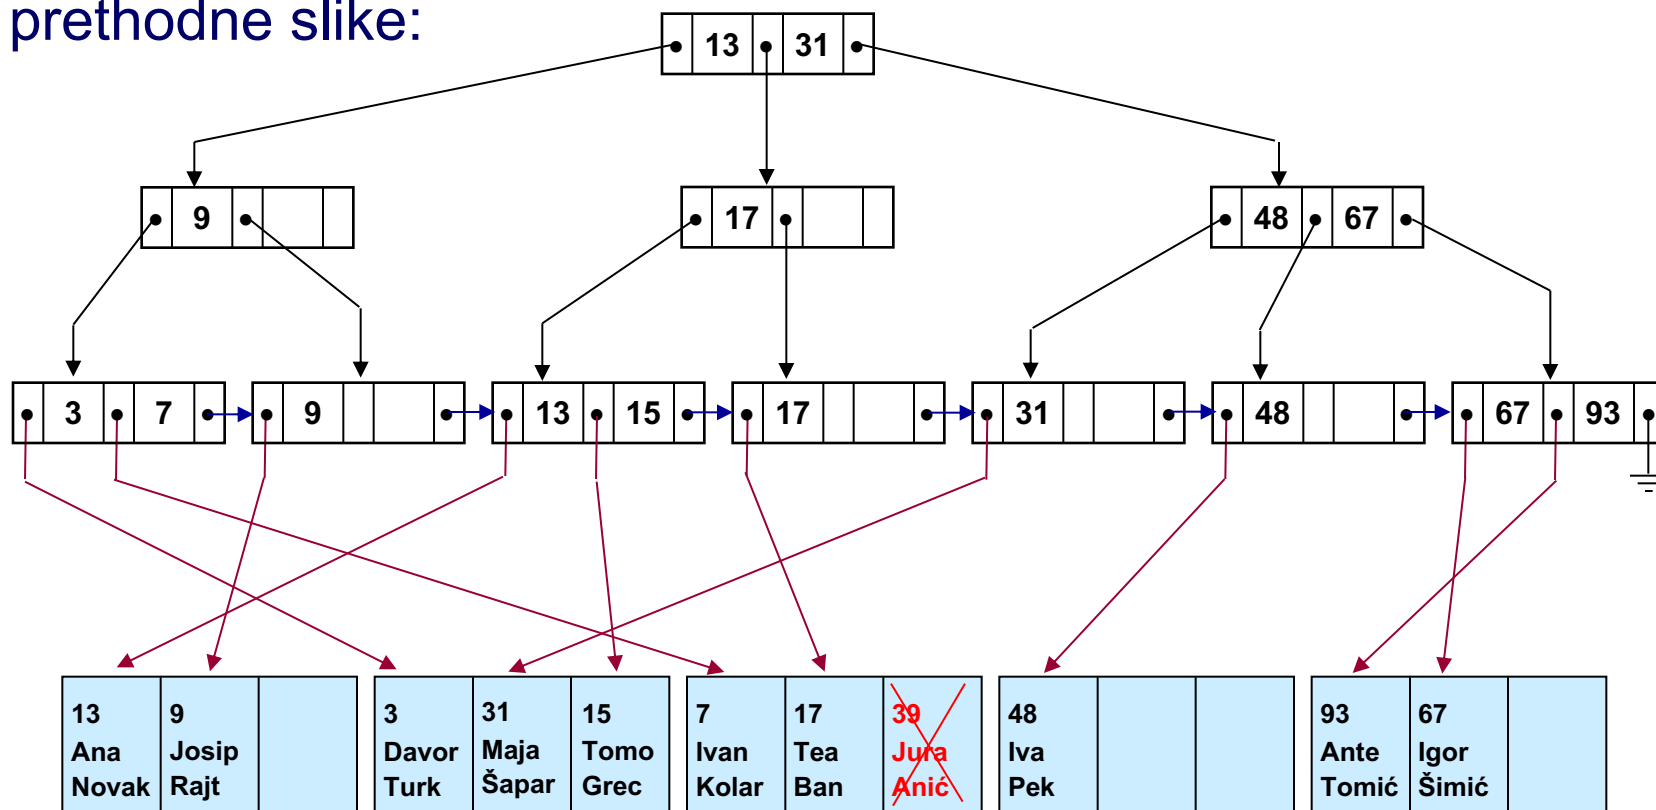 prethodne slike:
13 31
9
17
48 67
3 7
9
13 15
17
31
48
67 93
13
Ana
Novak
9
Josip
Rajt
3
Davor
Turk
31
Maja
Šapar
15
Tomo
Grec
7
Ivan
Kolar
17
Tea
Ban
39
Jura
Anić
48
Iva
Pek
93
Ante
Tomić
67
Igor
Šimić